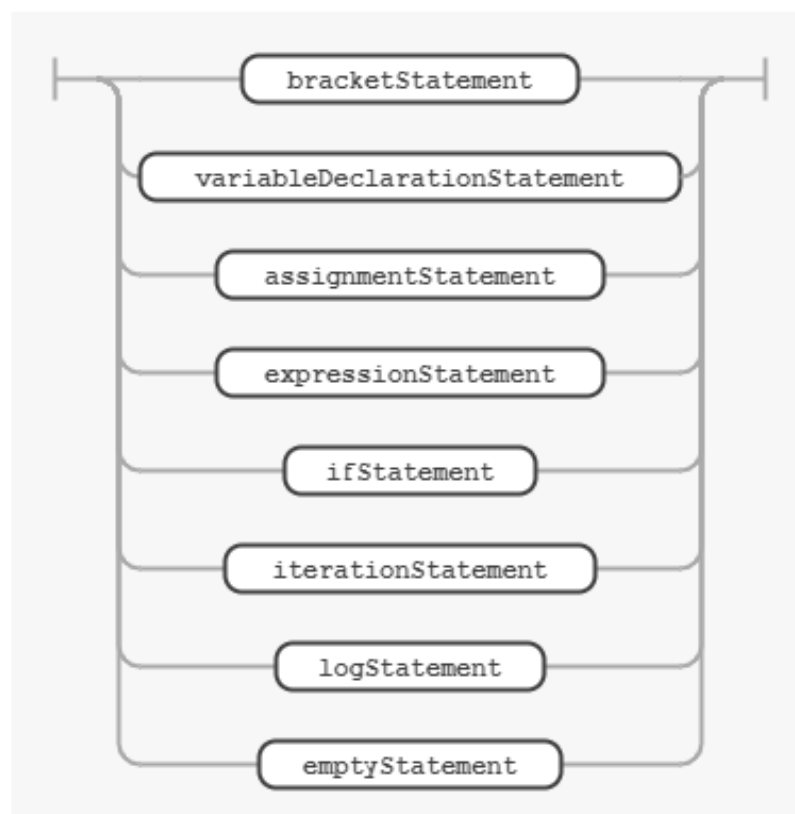 bracketStatement
variableDeclarationStatement
assignmentStatement
expressionStatement
ifStatement
iterationStatement
logStatement
emptyStatement